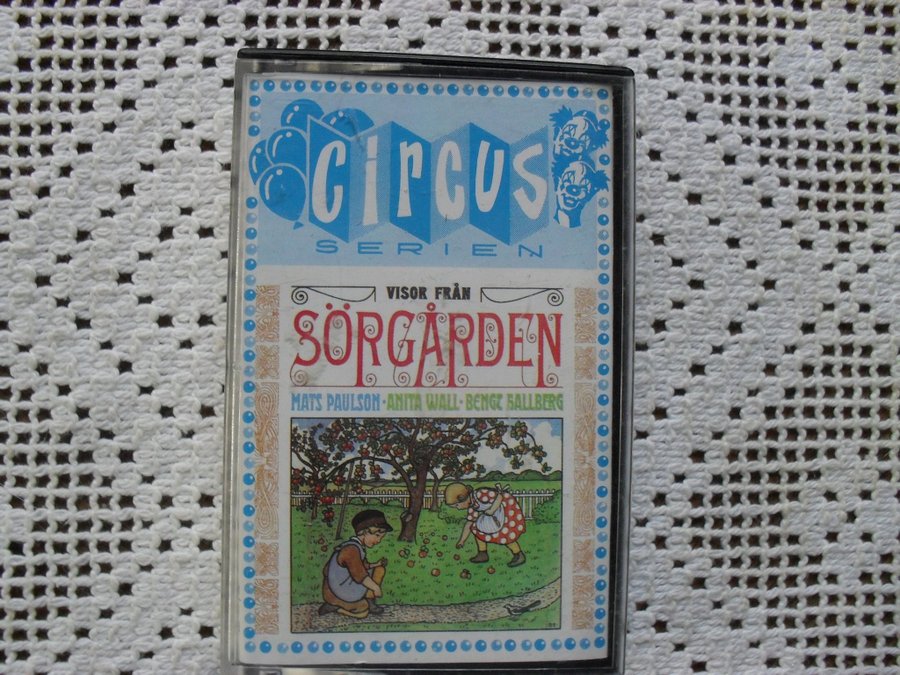 Circus
SERIEN
VISOR FRÅN
SÖRGÅRDEN
MATS PAULSON · ANITA WALL · BENGT HALLBERG